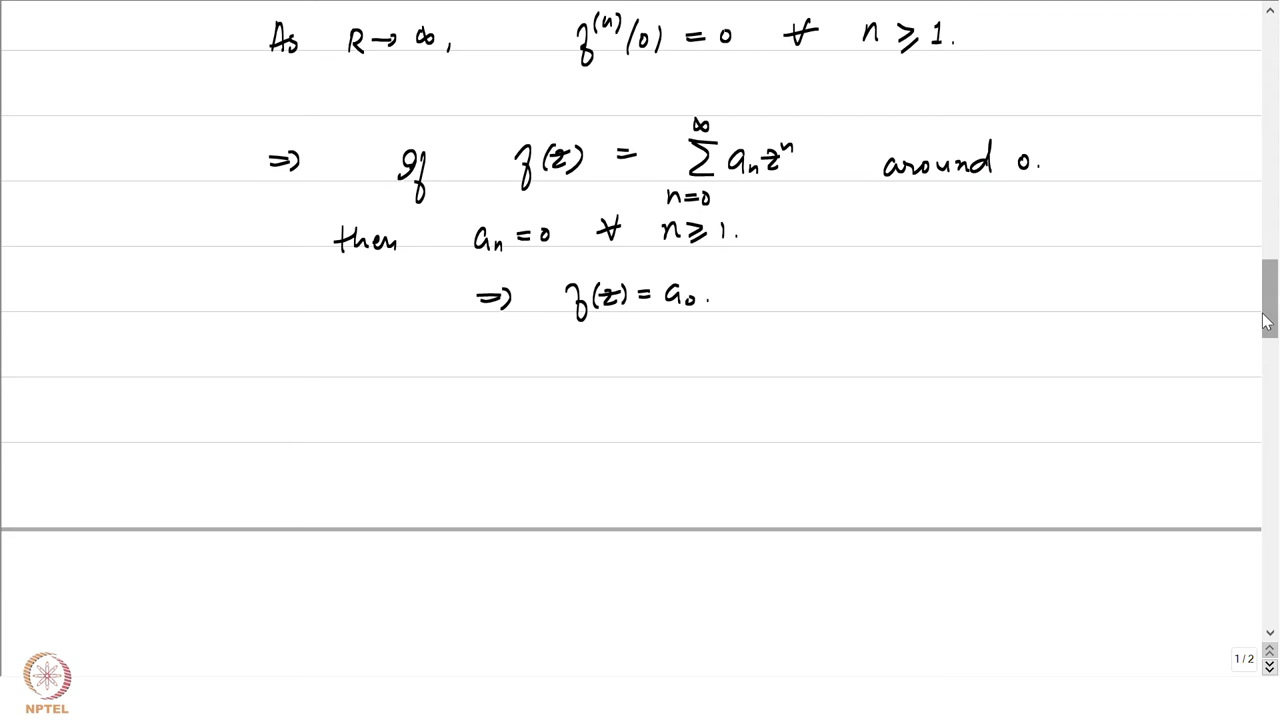 As R → ∞, f^(n)(0) = 0 ∀ n ⩾ 1.
⇒ If f(z) = ∑_{n=0}^{∞} a_n z^n around 0.
then a_n = 0 ∀ n ⩾ 1.
⇒ f(z) = a_0.
1 / 2
NPTEL